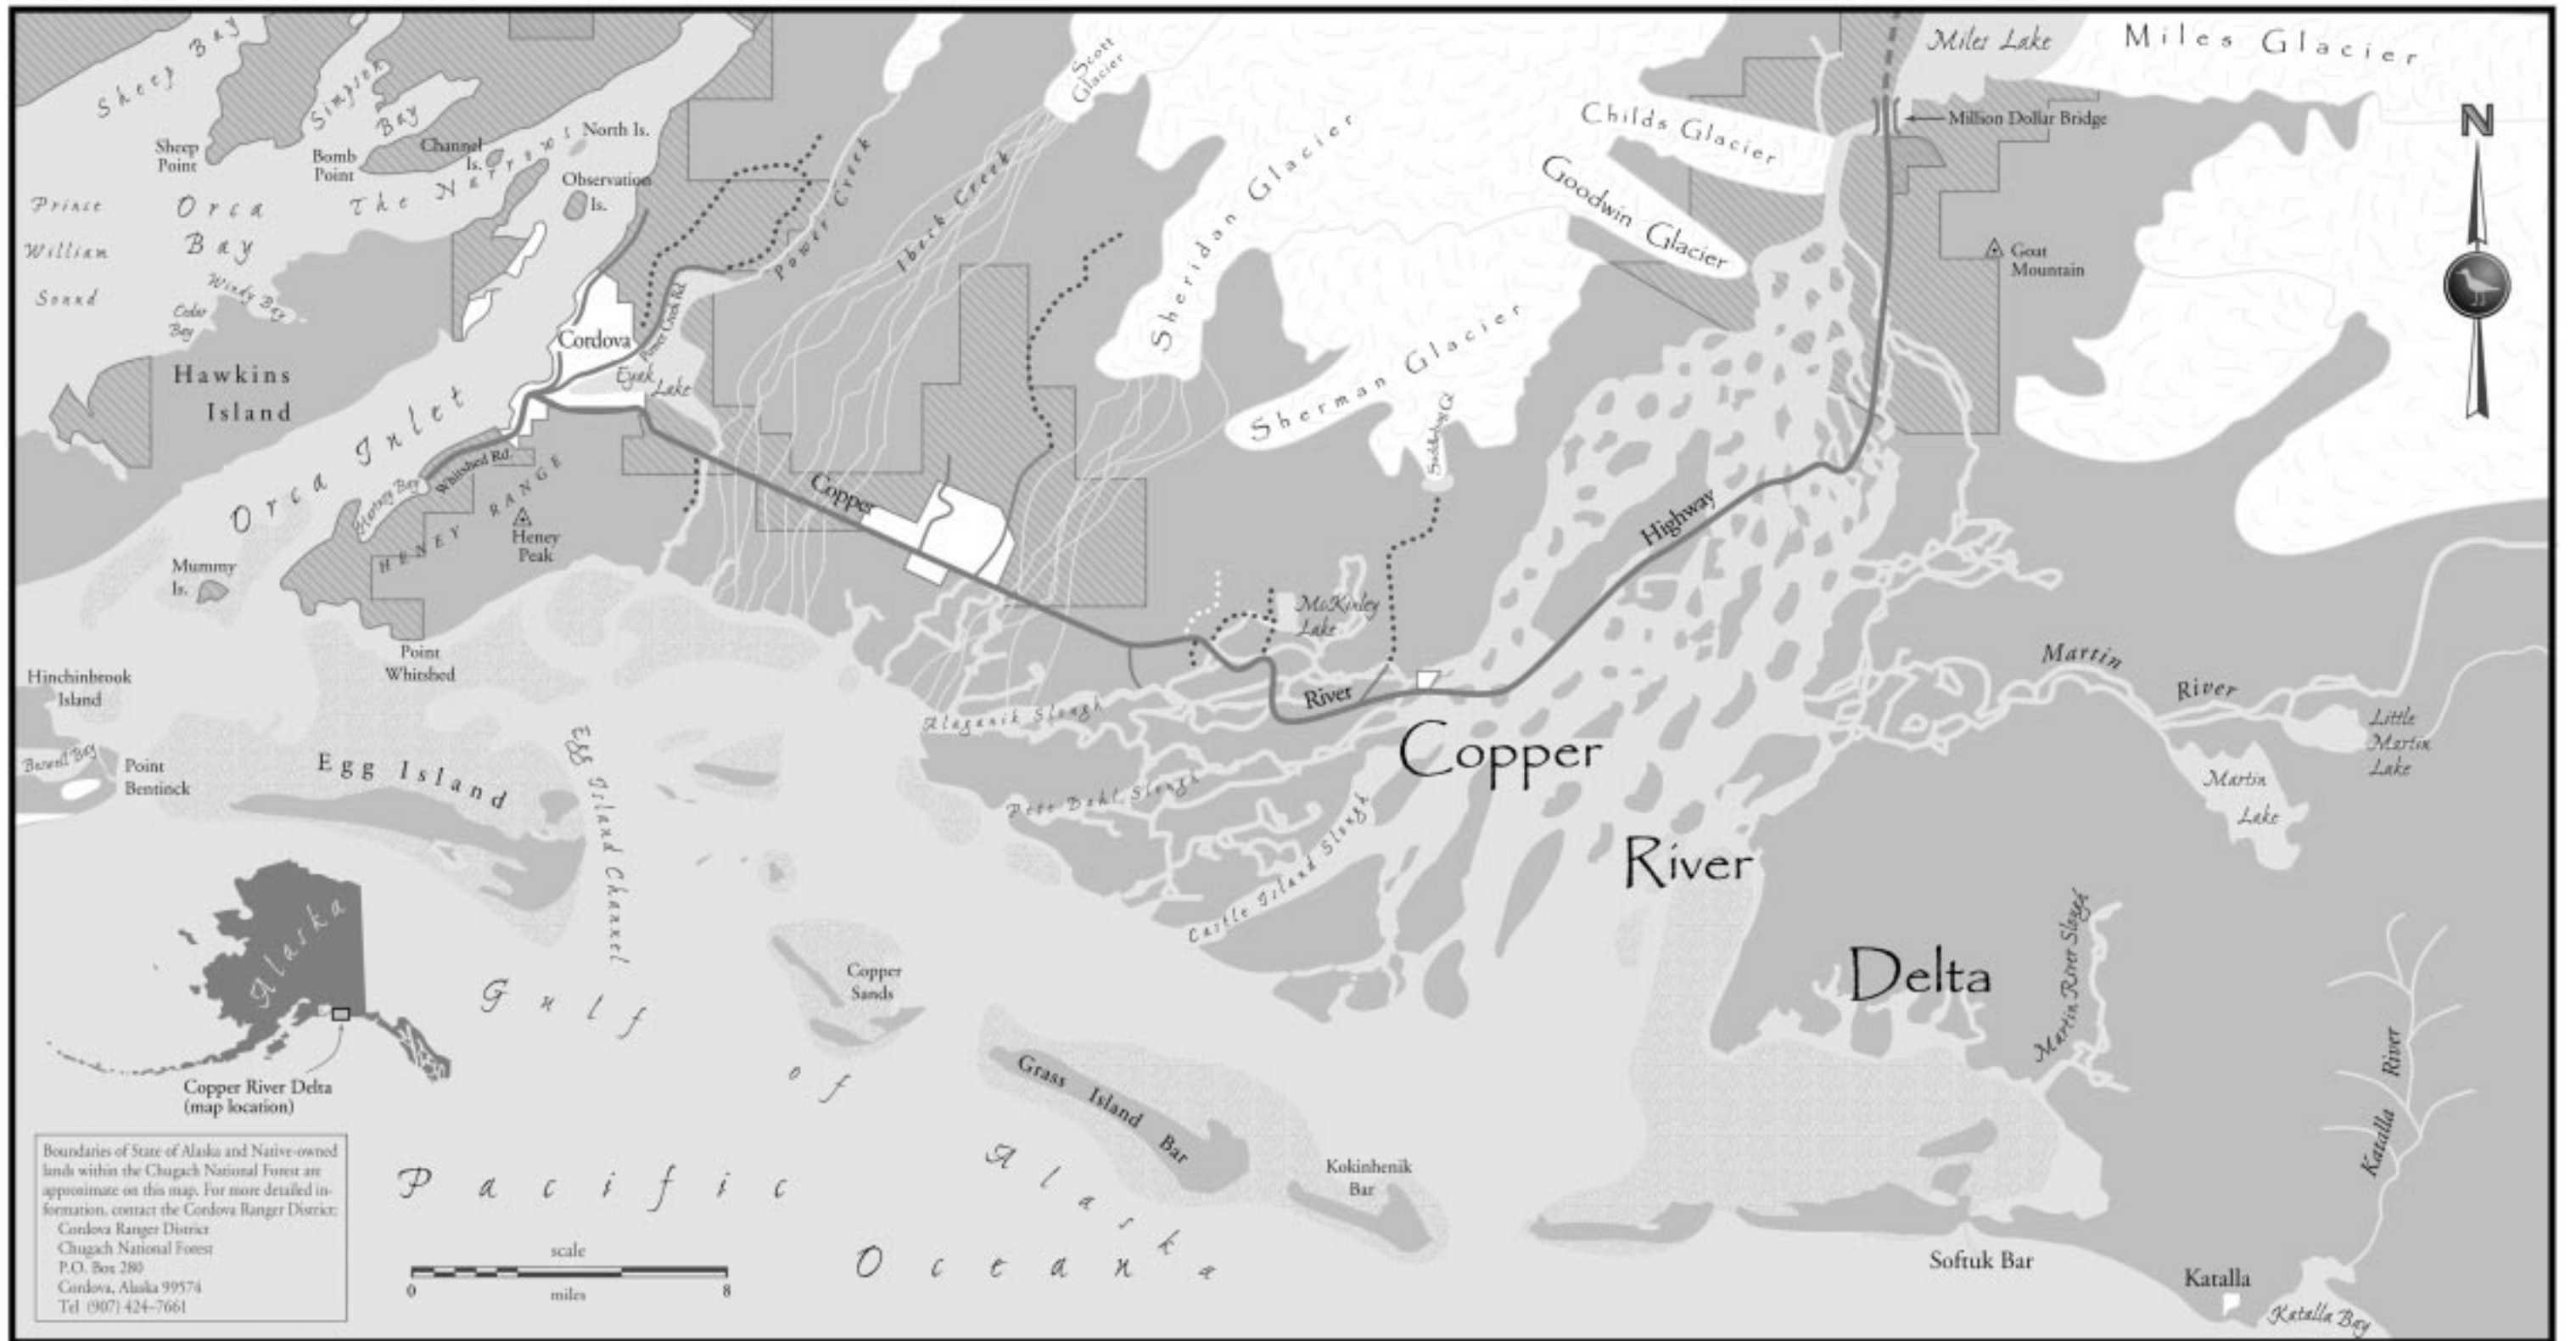 Sheep Bay
Simpson
Bay
Scott
Glacier
Miles Lake
Miles Glacier
N
Million Dollar Bridge
Childs Glacier
Goodwin Glacier
Sheep
Point
Bomb
Point
Channel
Is.
North Is.
The Narrows
Observation
Is.
Prince
William
Sound
Orca
Bay
Windy Bay
Cedar
Bay
Power Creek
Ibeck Creek
Sheridan Glacier
Sherman Glacier
Goat
Mountain
Hawkins
Island
Cordova
Power Creek Rd.
Eyak
Lake
Orca Inlet
Whitshed Rd.
Hartney Bay
HENEY RANGE
Heney
Peak
Copper
River
Highway
Mummy
Is.
McKinley
Lake
Point
Whitshed
Hinchinbrook
Island
Boswell Bay
Point
Bentinck
Egg Island
Egg Island Channel
Alaganik Slough
Pete Dahl Slough
Castle Island Slough
Copper
River
Delta
Martin
River
Little
Martin
Lake
Martin
Lake
Martin River Slough
Katalla
River
Alaska
Copper River Delta
(map location)
Copper
Sands
Gulf
of
Alaska
Grass Island Bar
Kokinhenik
Bar
Pacific
Ocean
Softuk Bar
Katalla
Katalla Bay
Boundaries of State of Alaska and Native-owned
lands within the Chugach National Forest are
approximate on this map. For more detailed in-
formation, contact the Cordova Ranger District:
Cordova Ranger District
Chugach National Forest
P.O. Box 280
Cordova, Alaska 99574
Tel (907) 424-7661
scale
0 8
miles